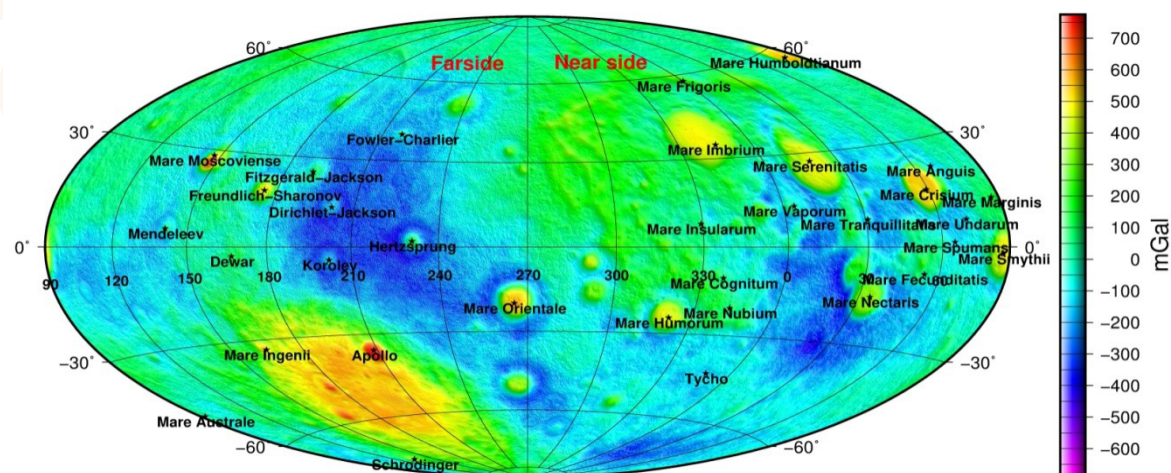 60°
60°
Farside
Near side
Mare Humboldtianum
Mare Frigoris
30°
30°
Fowler–Charlier
Mare Imbrium
Mare Moscoviense
Mare Serenitatis
Mare Anguis
Fitzgerald–Jackson
Freundlich–Sharonov
Mare Crisium
Mare Marginis
Dirichlet–Jackson
Mare Vaporum
Mare Insularum
Mare Tranquillitatis
Mare Undarum
Mendeleev
Hertzsprung
Mare Spumans
0°
0°
Dewar
Korolev
Mare Smythii
90
120
150
180
210
240
270
300
330
0
30
60
Mare Cognitum
Mare Fecunditatis
Mare Orientale
Mare Nubium
Mare Nectaris
Mare Humorum
Mare Ingenii
Apollo
−30°
−30°
Tycho
Mare Australe
−60°
−60°
Schrodinger
700
600
500
400
300
200
100
0
−100
−200
−300
−400
−500
−600
mGal